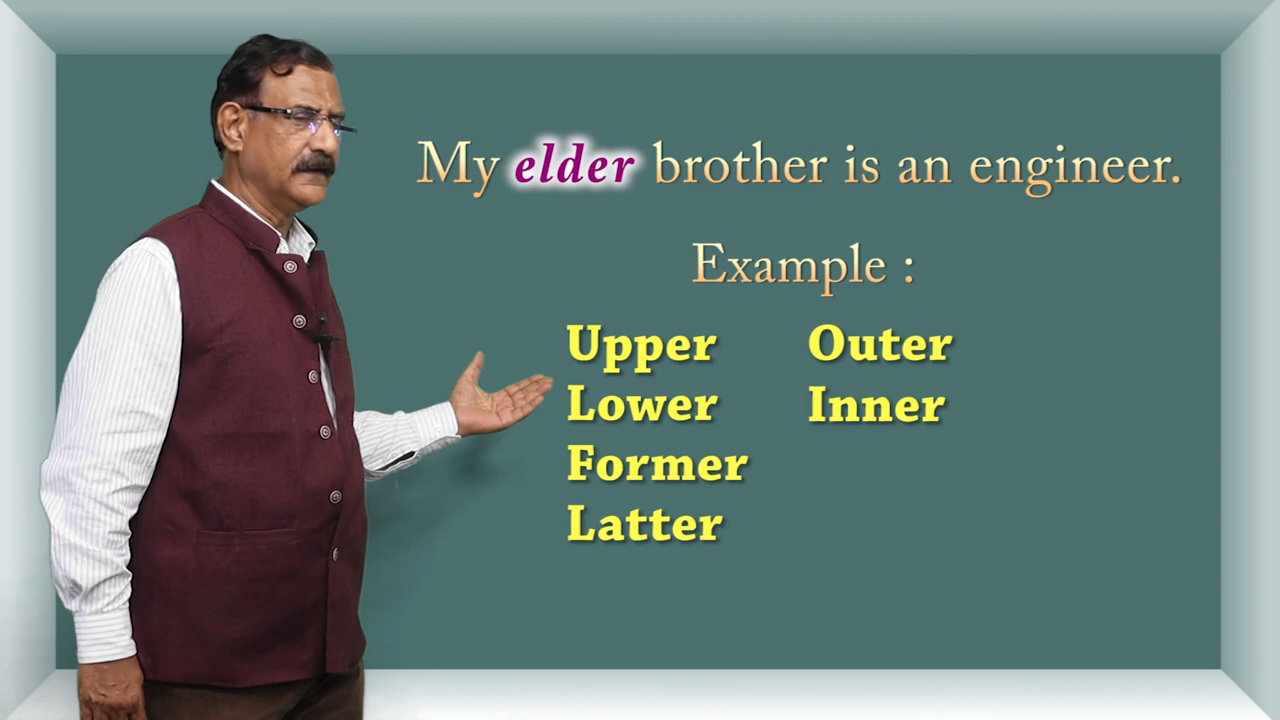 My elder brother is an engineer.
Example :
Upper Outer
Lower Inner
Former
Latter